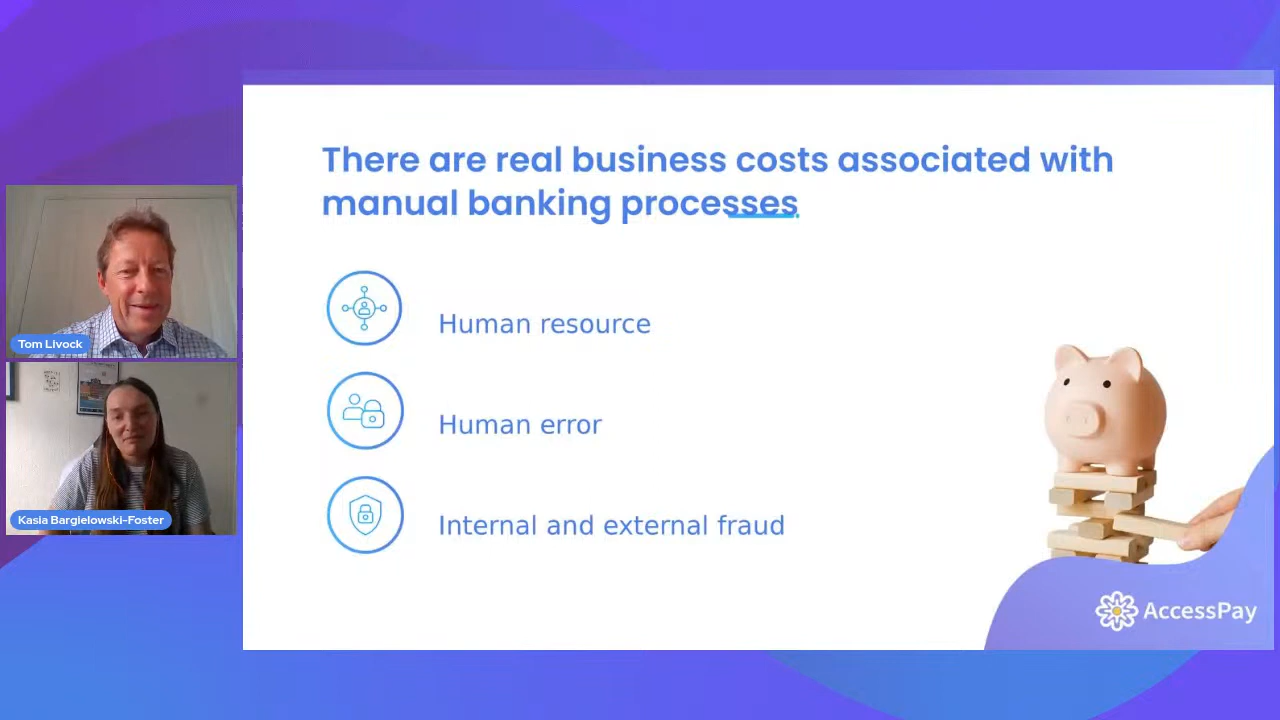 There are real business costs associated with
manual banking processes
Human resource
Human error
Internal and external fraud
Tom Livock
Kasia Bargielowski-Foster
AccessPay